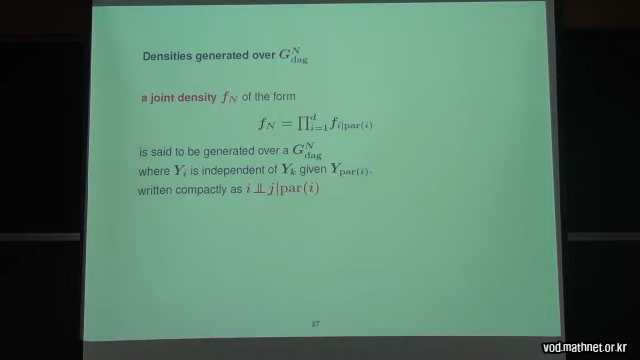 Densities generated over G^N_dag
a joint density f_N of the form
f_N = ∏^d_{i=1} f_{i|par(i)}
is said to be generated over a G^N_dag
where Y_i is independent of Y_k given Y_par(i),
written compactly as i ⫫ j|par(i)
27
vod.mathnet.or.kr